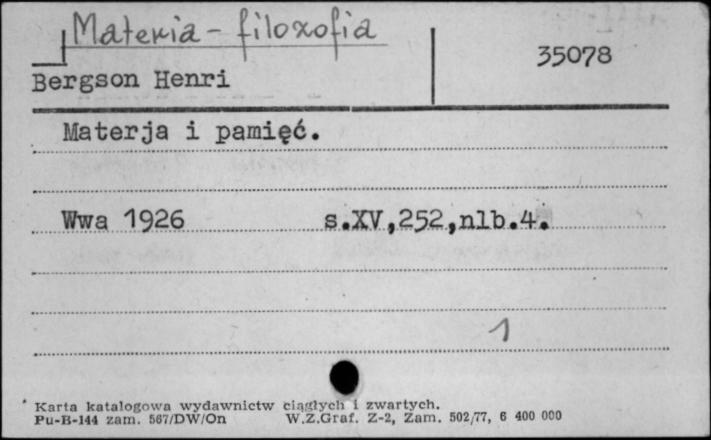 Materia - filozofia
35078
Bergson Henri
Materja i pamięć.
Wwa 1926 s.XV,252,nlb.4.
1
Karta katalogowa wydawnictw ciągłych i zwartych.
Pu-B-144 zam. 567/DW/On W.Z.Graf. Z-2, Zam. 502/77, 6 400 000